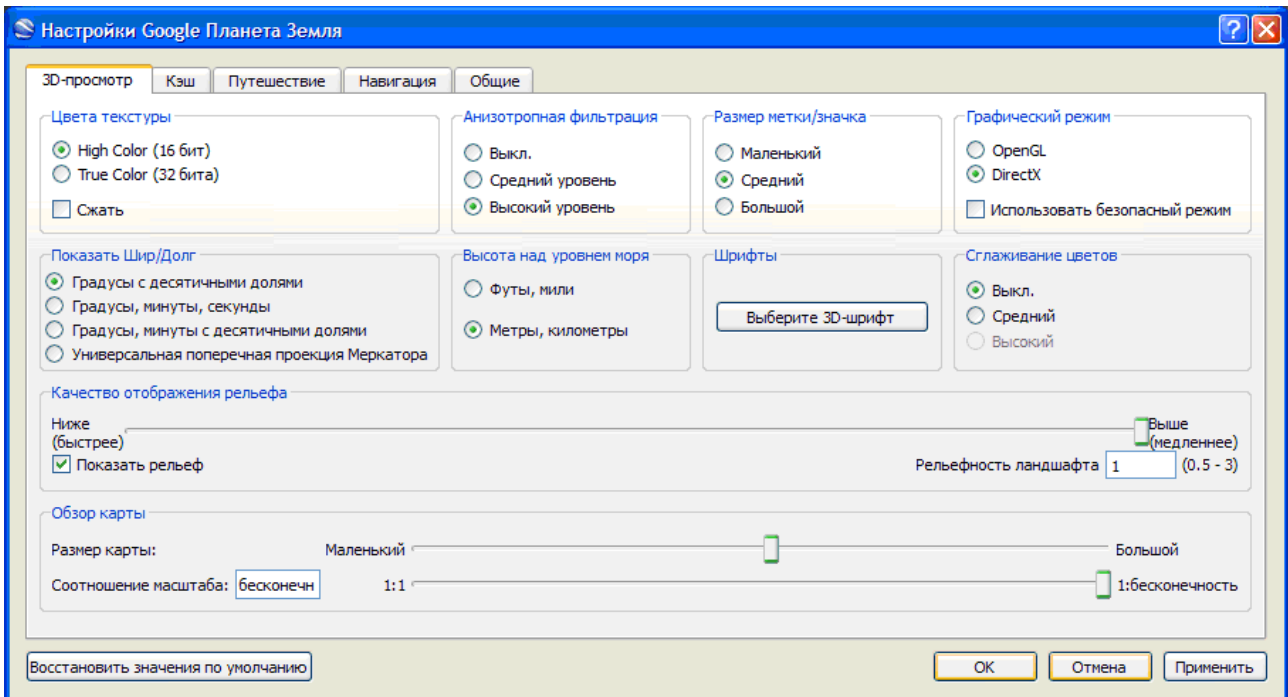 Настройки Google Планета Земля
3D-просмотр Кэш Путешествие Навигация Общие
Цвета текстуры
High Color (16 бит)
True Color (32 бита)
Сжать
Анизотропная фильтрация
Выкл.
Средний уровень
Высокий уровень
Размер метки/значка
Маленький
Средний
Большой
Графический режим
OpenGL
DirectX
Использовать безопасный режим
Показать Шир/Долг
Градусы с десятичными долями
Градусы, минуты, секунды
Градусы, минуты с десятичными долями
Универсальная поперечная проекция Меркатора
Высота над уровнем моря
Футы, мили
Метры, километры
Шрифты
Выберите 3D-шрифт
Сглаживание цветов
Выкл.
Средний
Высокий
Качество отображения рельефа
Ниже
(быстрее)
Выше
(медленнее)
Показать рельеф
Рельефность ландшафта 1 (0.5 - 3)
Обзор карты
Размер карты: Маленький Большой
Соотношение масштаба: бесконечн 1:1 1:бесконечность
Восстановить значения по умолчанию OK Отмена Применить